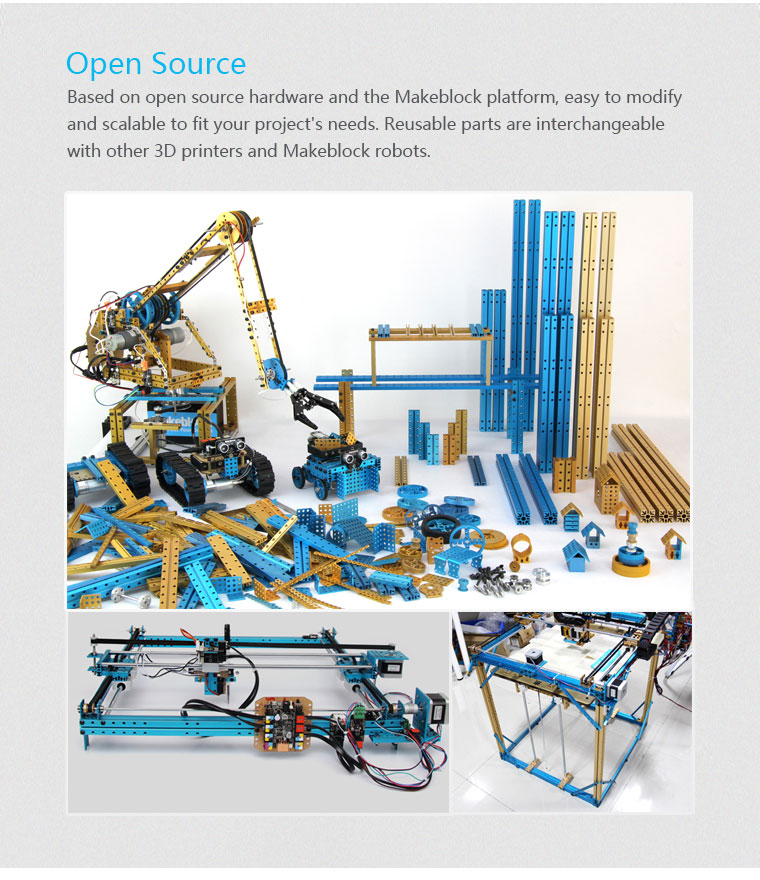 Open Source
Based on open source hardware and the Makeblock platform, easy to modify
and scalable to fit your project's needs. Reusable parts are interchangeable
with other 3D printers and Makeblock robots.